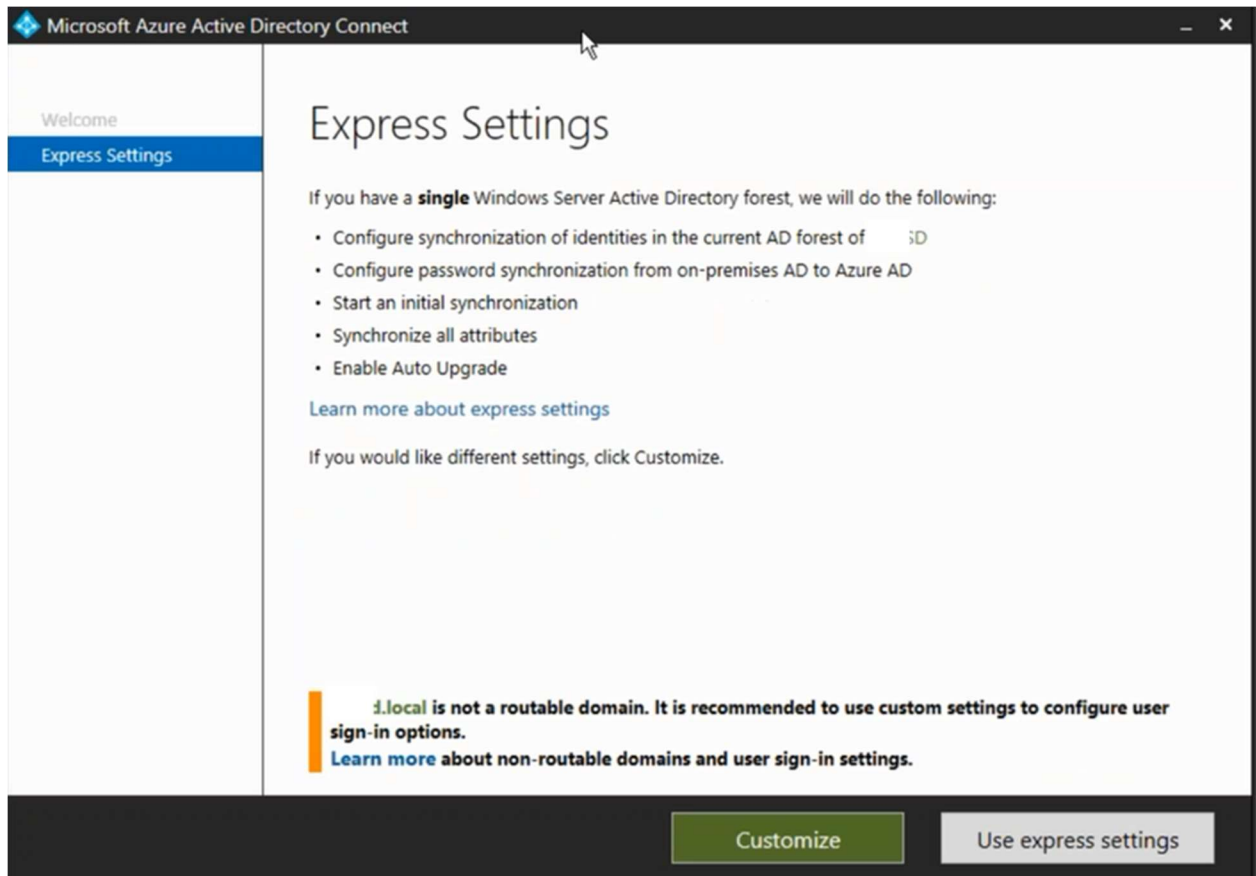 Microsoft Azure Active Directory Connect
Welcome
Express Settings
Express Settings
If you have a single Windows Server Active Directory forest, we will do the following:
• Configure synchronization of identities in the current AD forest of
• Configure password synchronization from on-premises AD to Azure AD
• Start an initial synchronization
• Synchronize all attributes
• Enable Auto Upgrade
Learn more about express settings
If you would like different settings, click Customize.
.local is not a routable domain. It is recommended to use custom settings to configure user
sign-in options.
Learn more about non-routable domains and user sign-in settings.
Customize
Use express settings